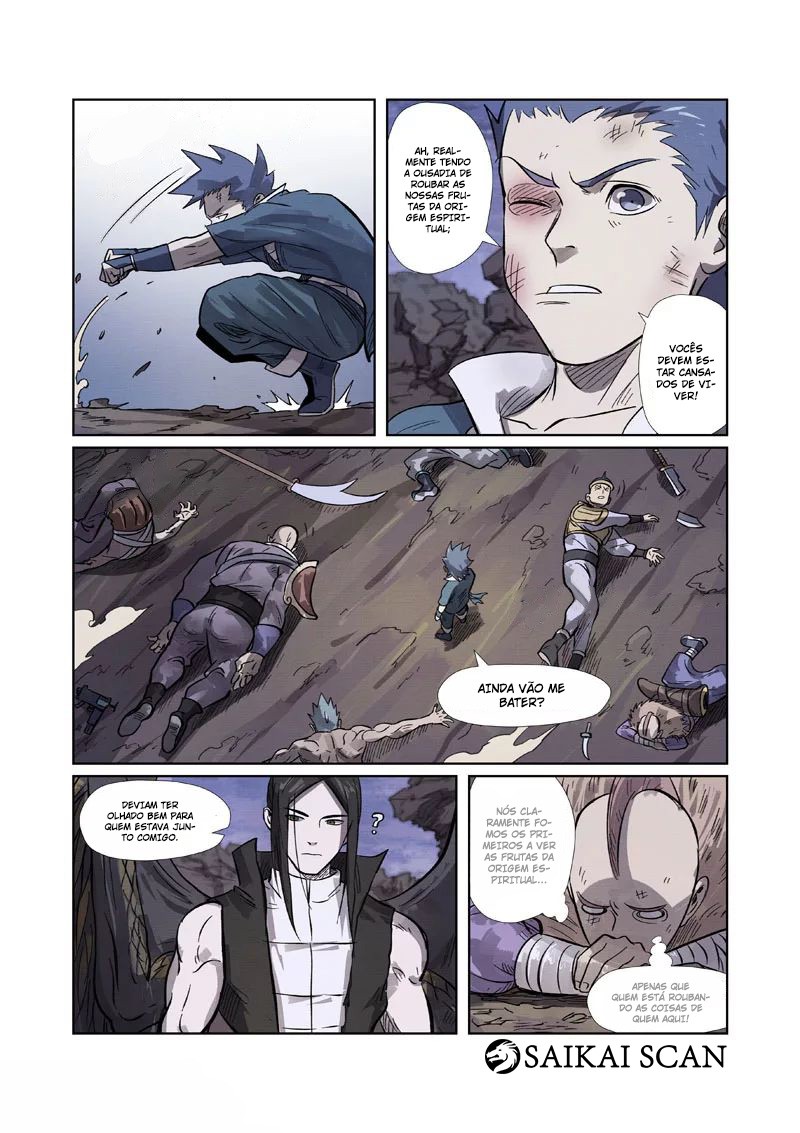 AH, REAL-
MENTE TENDO
A OUSADIA
DE ROUBAR AS
NOSSAS FRU-
TAS DA ORI-
GEM ESPIRI-
TUAL;
VOCÊS
DEVEM ES-
TAR CANSA-
DOS DE VI-
VER!
AINDA VÃO ME
BATER?
DEVIAM TER
OLHADO BEM PARA
QUEM ESTAVA JUN-
TO COMIGO.
?
NÓS CLA-
RAMENTE FO-
MOS OS PRI-
MEIROS A VER
AS FRUTAS DA
ORIGEM ES-
PIRITUAL...
APENAS QUE
QUEM ESTÁ ROUBAN-
DO AS COISAS DE
QUEM AQUI!
SAIKAI SCAN